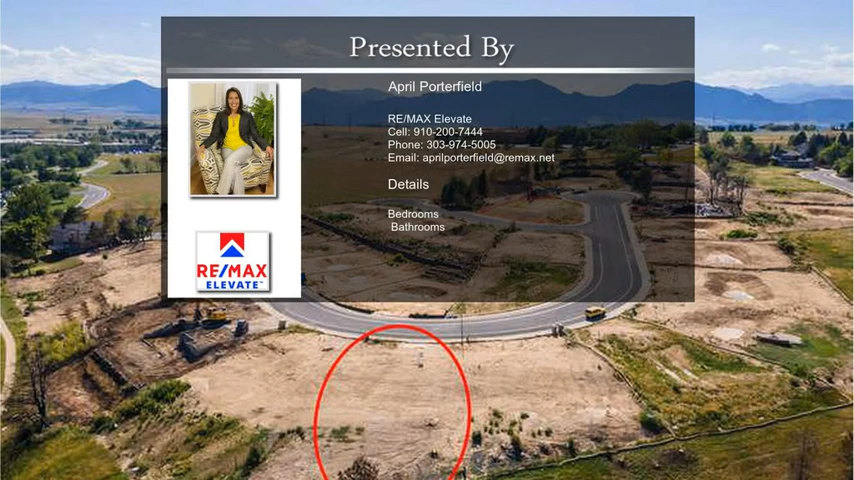 Presented By
April Porterfield
RE/MAX Elevate
Cell: 910-200-7444
Phone: 303-974-5005
Email: aprilporterfield@remax.net
Details
Bedrooms
Bathrooms
RE/MAX
ELEVATE